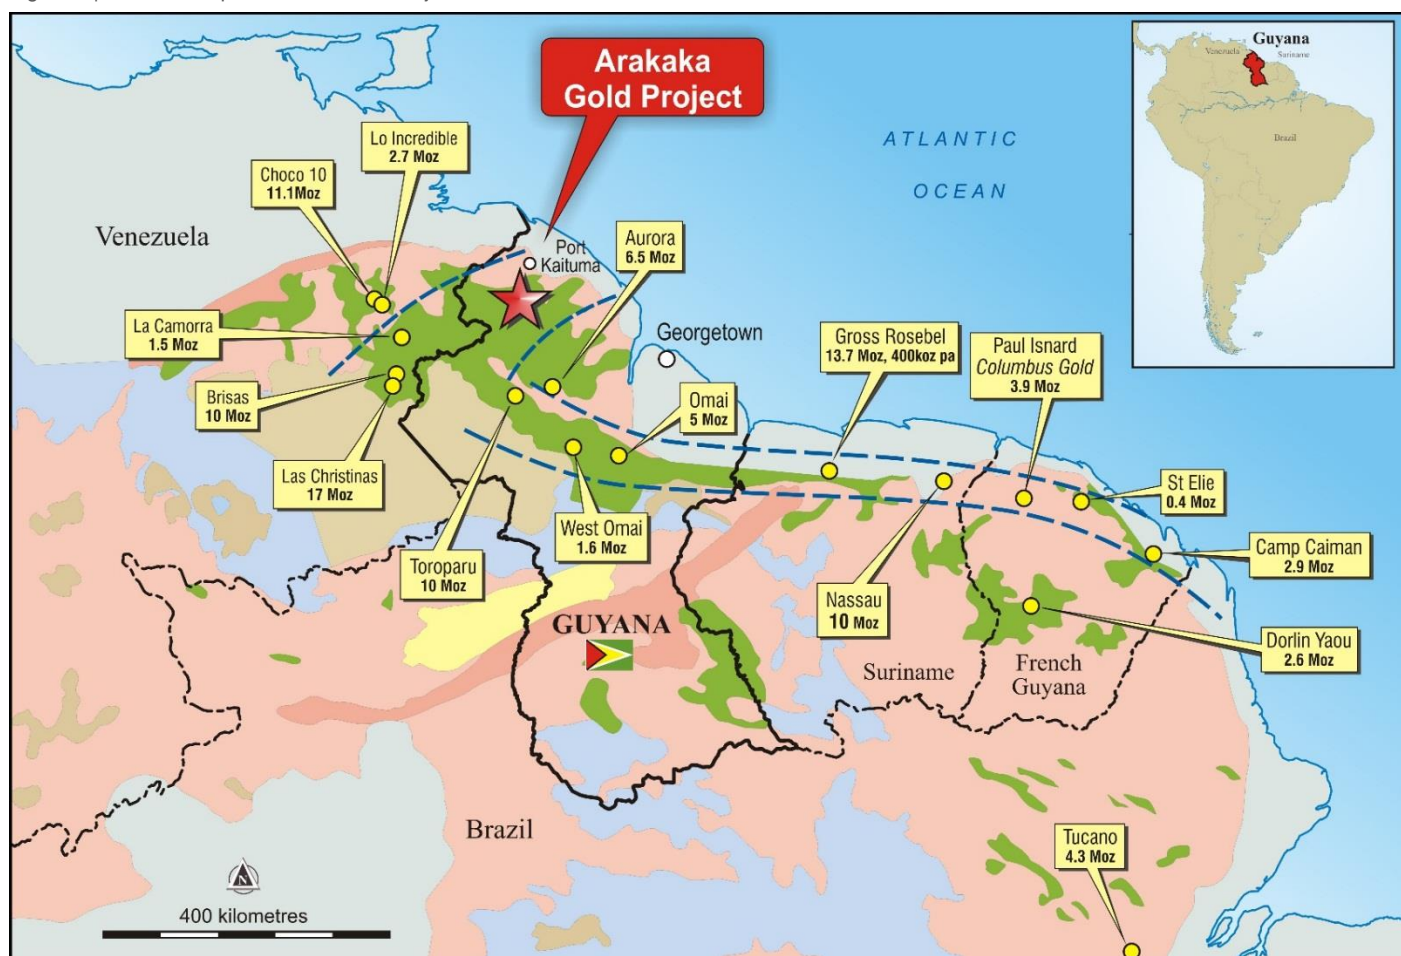 Arakaka
Gold Project
ATLANTIC
OCEAN
Guyana
Venezuela
Suriname
Brazil
Lo Incredible
2.7 Moz
Choco 10
11.1Moz
Venezuela
Port
Kaituma
Aurora
6.5 Moz
La Camorra
1.5 Moz
Georgetown
Gross Rosebel
13.7 Moz, 400koz pa
Paul Isnard
Columbus Gold
3.9 Moz
Brisas
10 Moz
Omai
5 Moz
Las Christinas
17 Moz
St Elie
0.4 Moz
West Omai
1.6 Moz
Toroparu
10 Moz
Camp Caiman
2.9 Moz
Nassau
10 Moz
GUYANA
Dorlin Yaou
2.6 Moz
Suriname
French
Guyana
Brazil
Tucano
4.3 Moz
N
400 kilometres